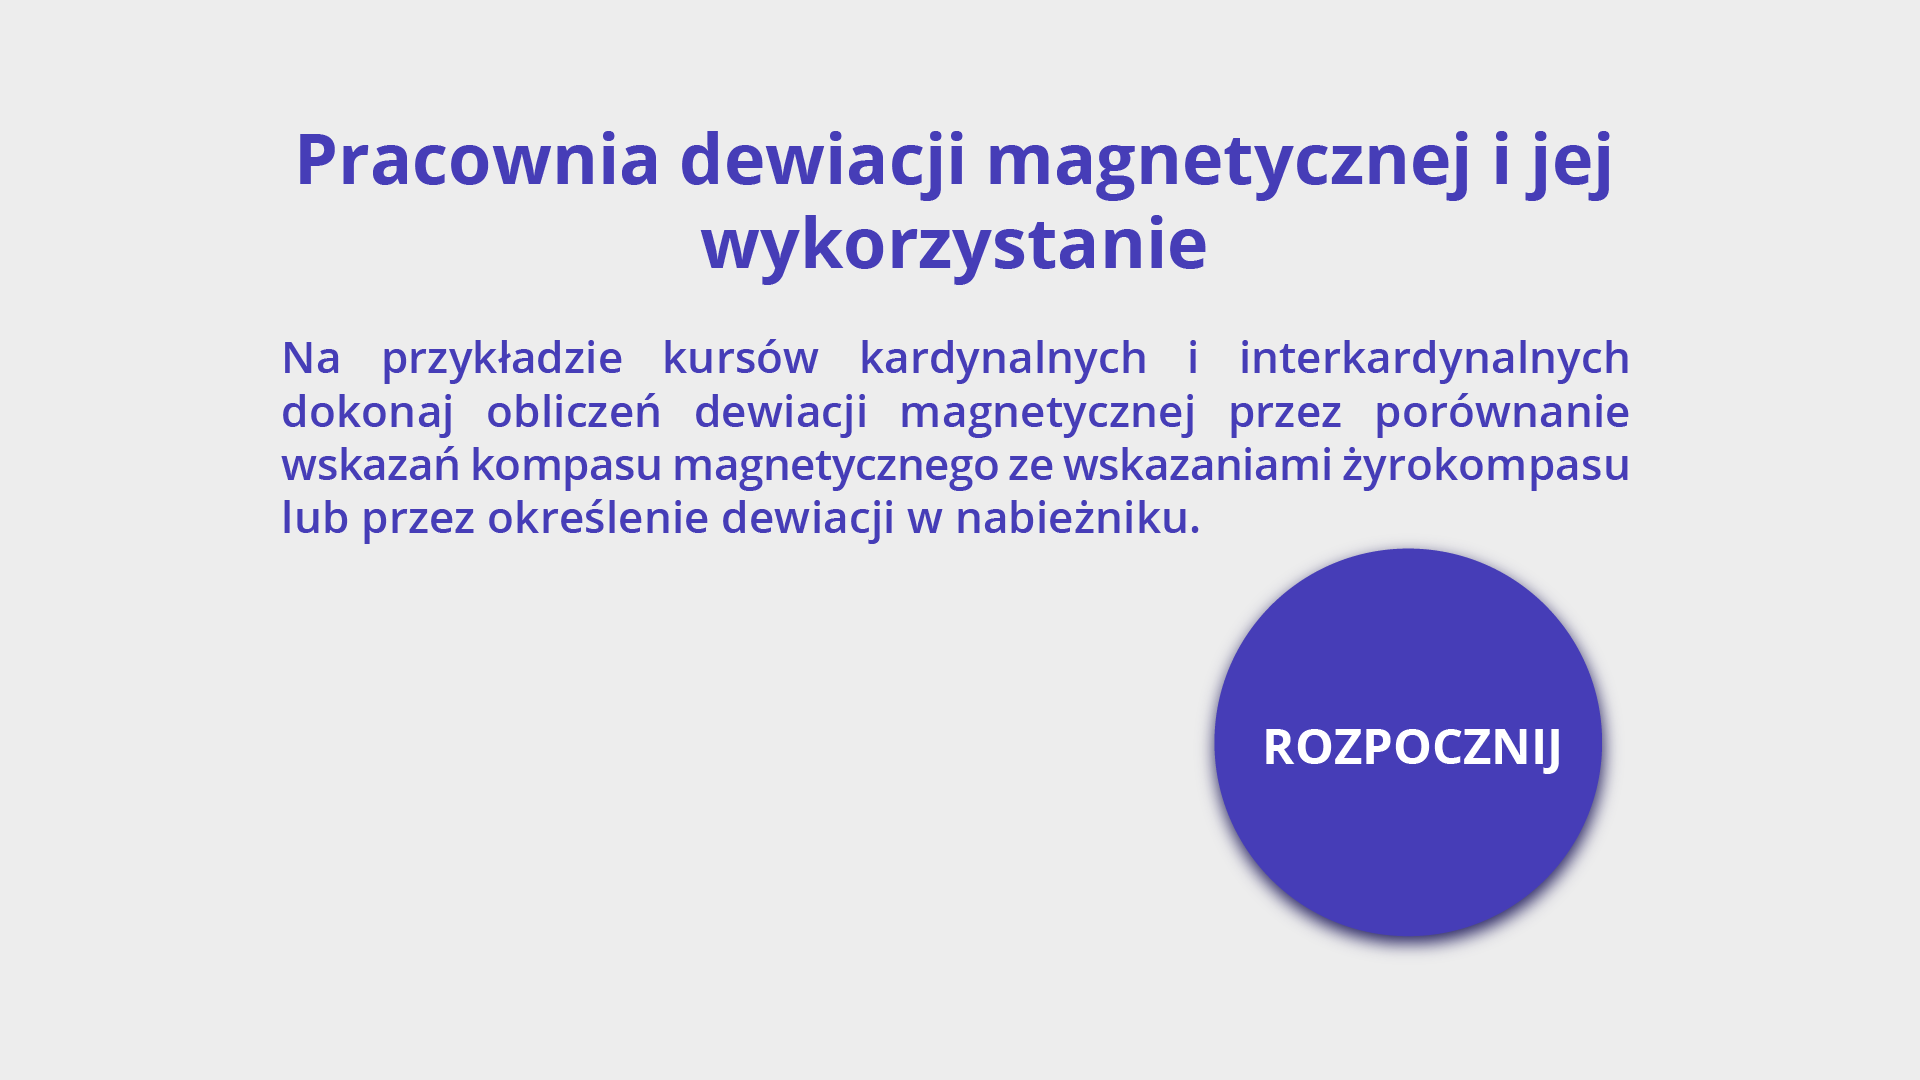 Pracownia dewiacji magnetycznej i jej
wykorzystanie
Na przykładzie kursów kardynalnych i interkardynalnych
dokonaj obliczeń dewiacji magnetycznej przez porównanie
wskazań kompasu magnetycznego ze wskazaniami żyrokompasu
lub przez określenie dewiacji w nabieżniku.
ROZPOCZNIJ